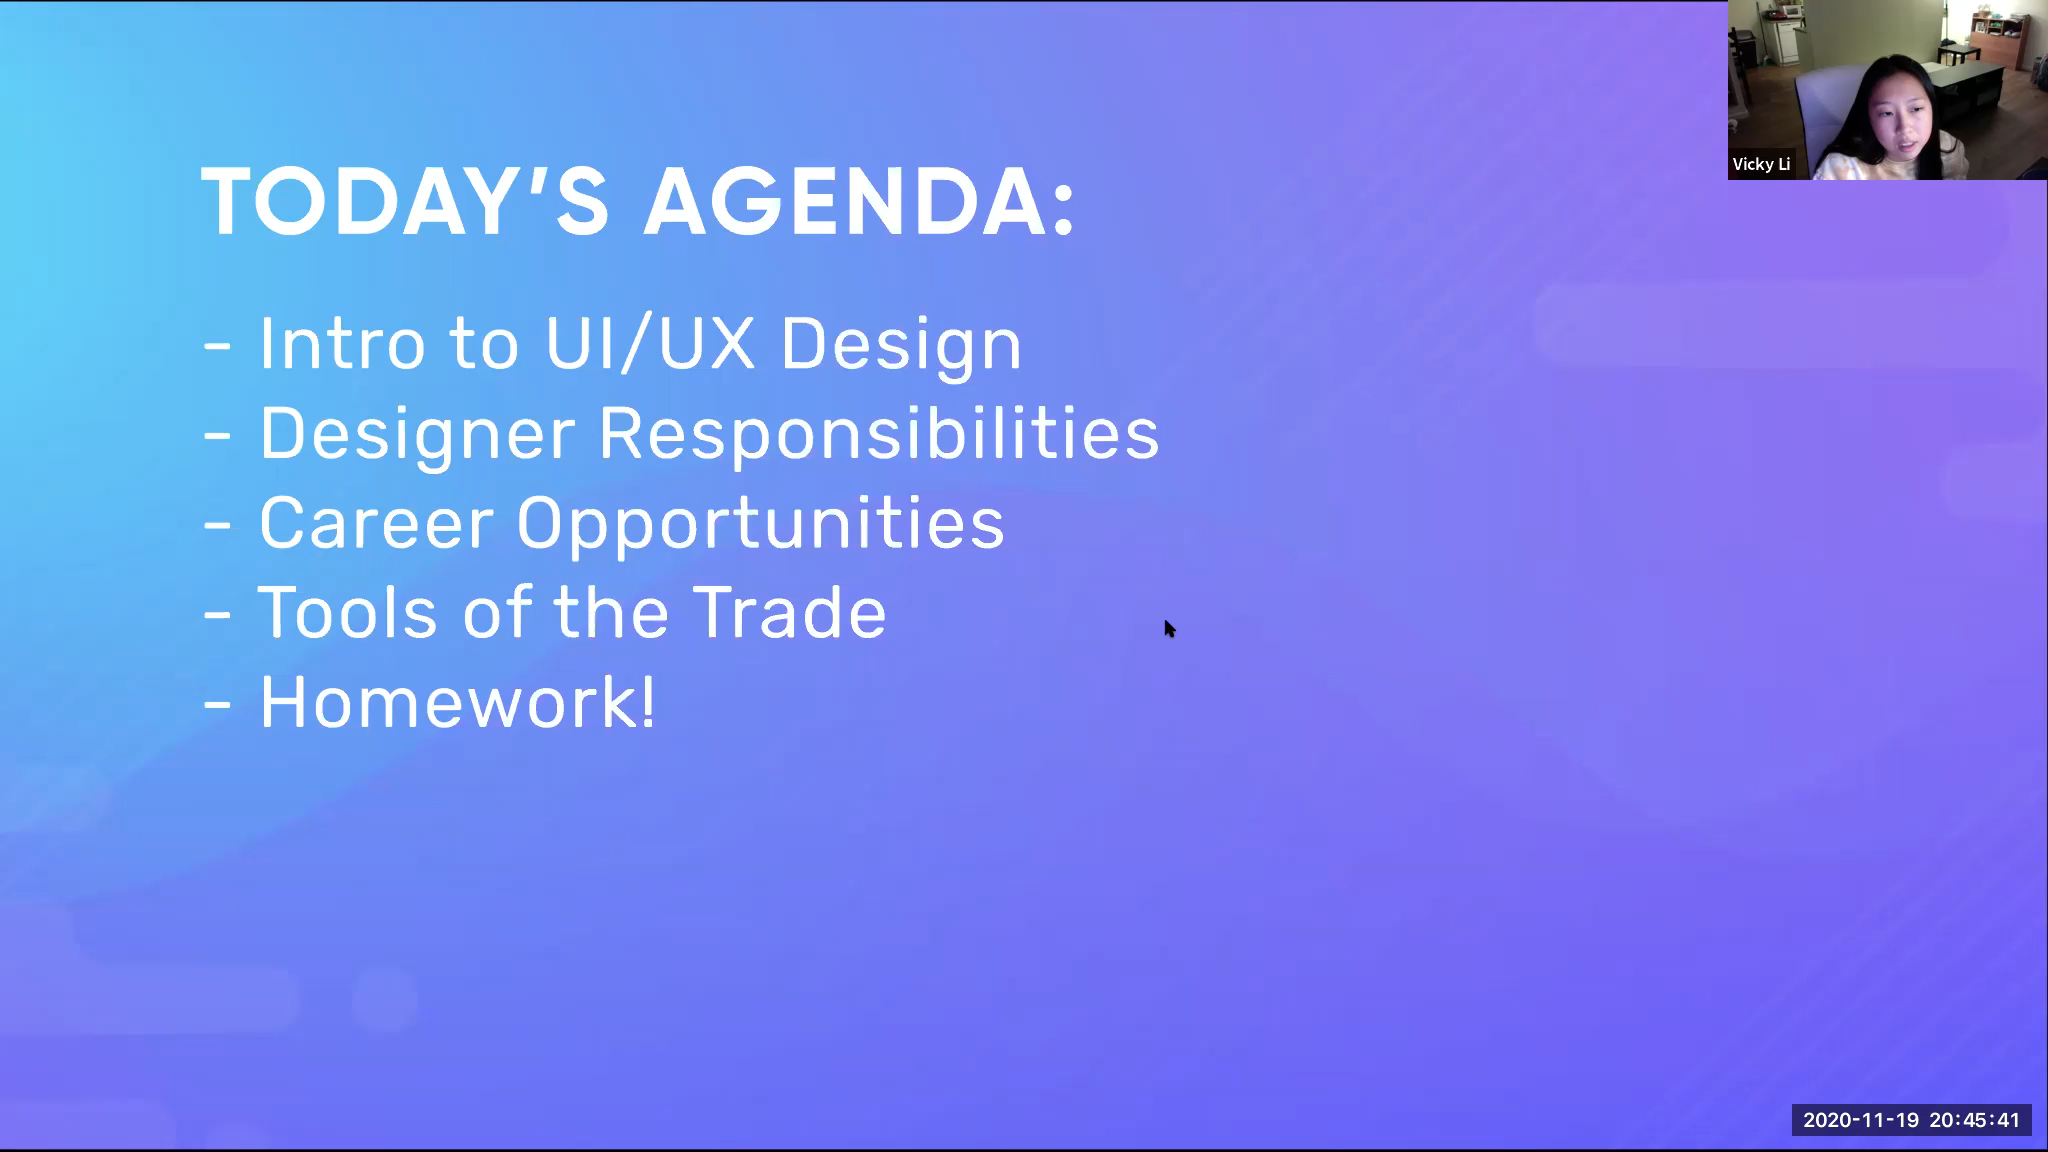 Vicky Li
TODAY’S AGENDA:
- Intro to UI/UX Design
- Designer Responsibilities
- Career Opportunities
- Tools of the Trade
- Homework!
2020-11-19 20:45:41